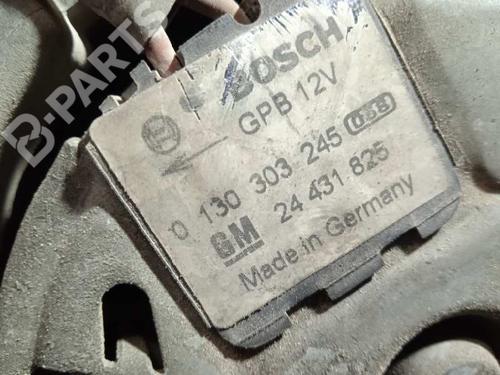 BOSCH
GPB 12V
0 130 303 245
GM 24 431 825
Made in Germany
B-PARTS